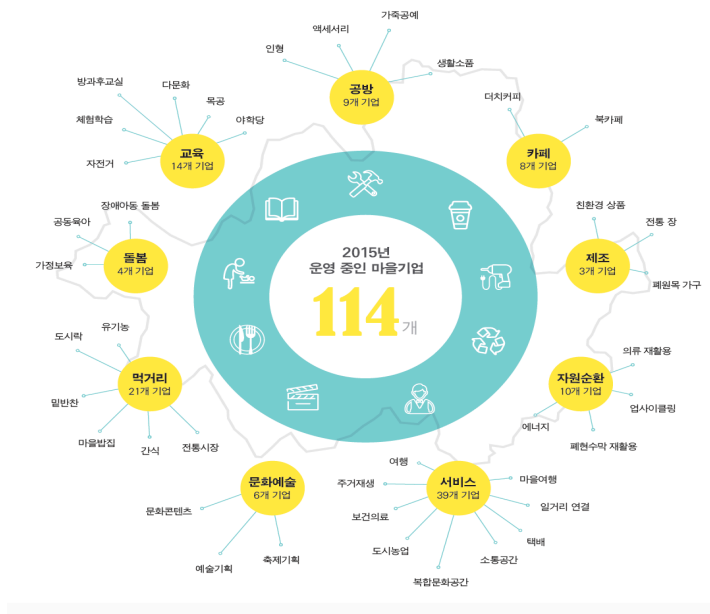 가죽공예
액세서리
인형
생활소품
공방
9개 기업
방과후교실
다문화
목공
체험학습
야학당
자전거
교육
14개 기업
더치커피
북카페
카페
8개 기업
장애아동 돌봄
공동육아
가정보육
돌봄
4개 기업
2015년
운영 중인 마을기업
114개
친환경 상품
전통 장
폐원목 가구
제조
3개 기업
유기농
도시락
밑반찬
마을밥집
간식
전통시장
먹거리
21개 기업
의류 재활용
업사이클링
에너지
폐현수막 재활용
자원순환
10개 기업
문화예술
6개 기업
문화콘텐츠
예술기획
축제기획
여행
주거재생
보건의료
도시농업
복합문화공간
소통공간
택배
일거리 연결
마을여행
서비스
39개 기업